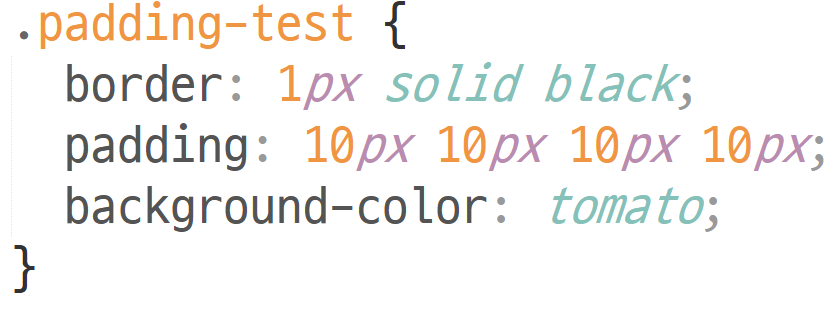 .padding-test {
  border: 1px solid black;
  padding: 10px 10px 10px 10px;
  background-color: tomato;
}